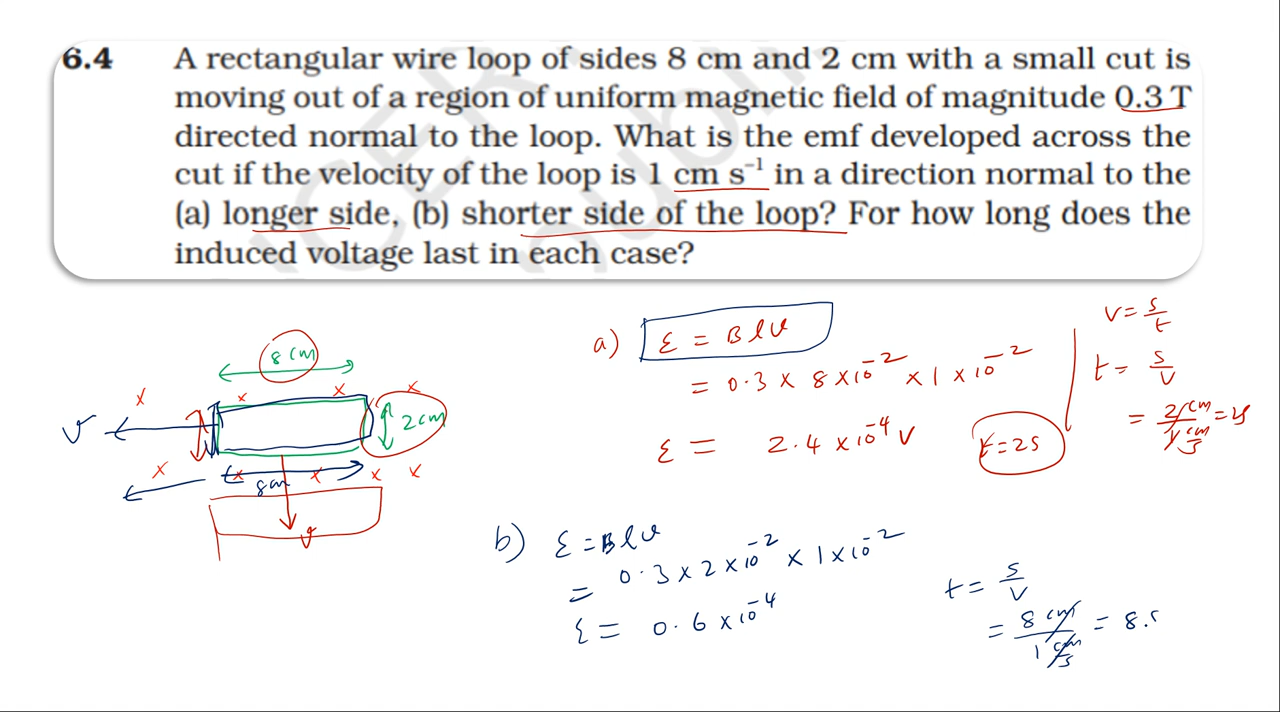 6.4 A rectangular wire loop of sides 8 cm and 2 cm with a small cut is
moving out of a region of uniform magnetic field of magnitude 0.3 T
directed normal to the loop. What is the emf developed across the
cut if the velocity of the loop is 1 cm s⁻¹ in a direction normal to the
(a) longer side, (b) shorter side of the loop? For how long does the
induced voltage last in each case?
8 cm
x x x x
v
2 cm
x x x x x
8cm
v
a) ε = B l v
= 0.3 × 8 × 10⁻² × 1 × 10⁻²
ε = 2.4 × 10⁻⁴ V
t = 2s
v = s/t
t = s/v
= 2 cm / 1 cm/s = 2s
b) ε = B l v
= 0.3 × 2 × 10⁻² × 1 × 10⁻²
ε = 0.6 × 10⁻⁴
t = s/v
= 8 cm / 1 cm/s = 8.s